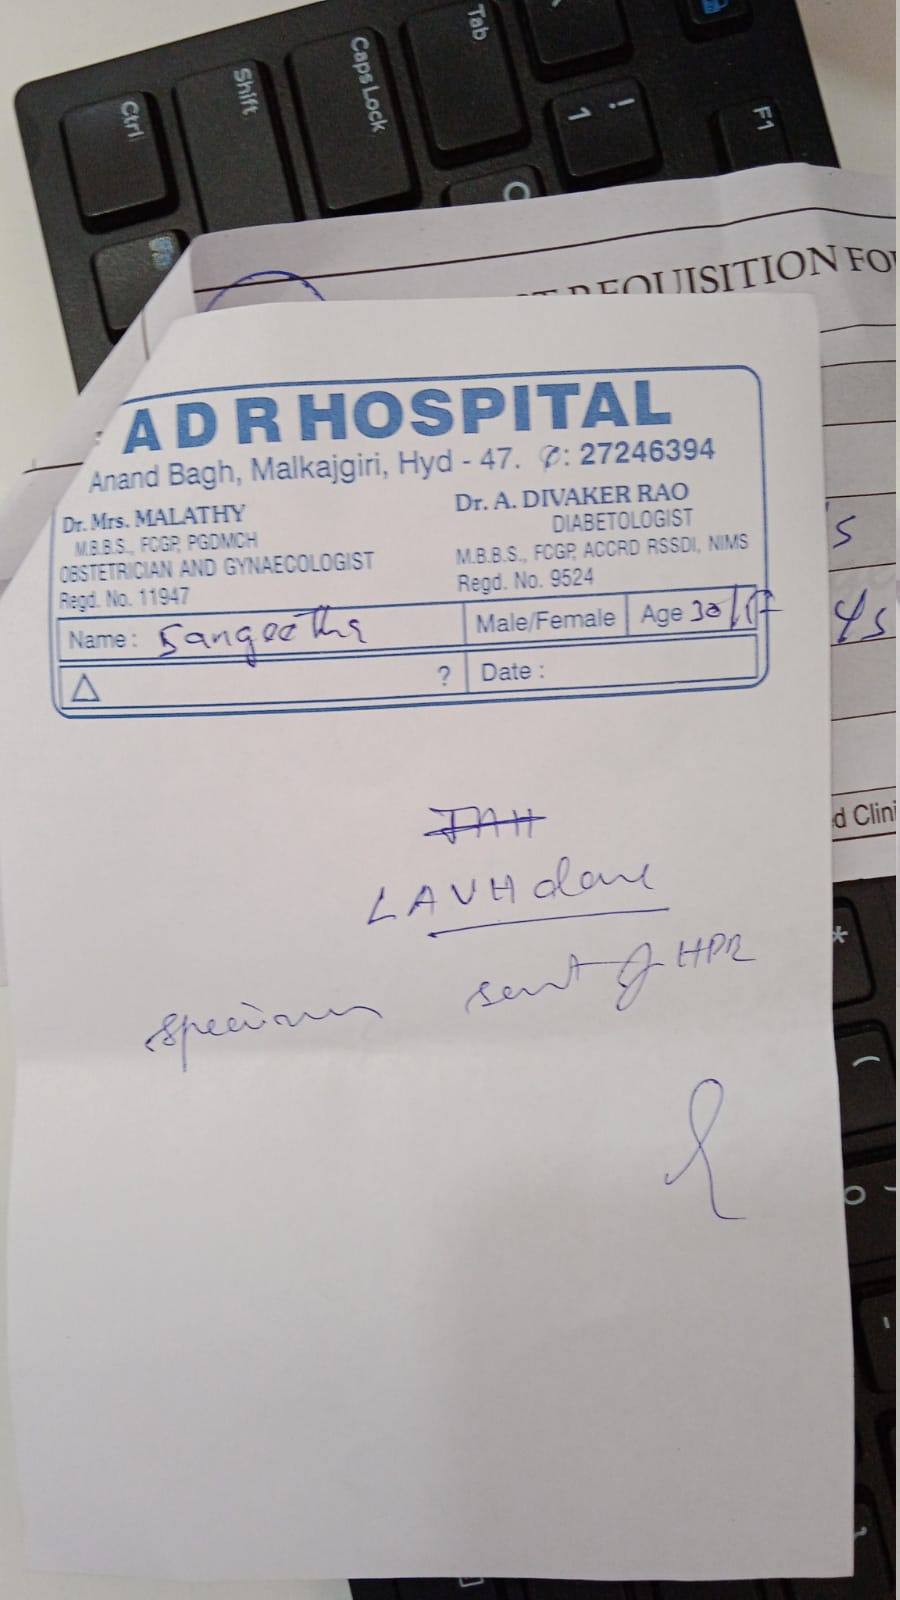 Ctrl
Shift
Caps Lock
Tab
! 1
F1
REQUISITION FO
A D R HOSPITAL
Anand Bagh, Malkajgiri, Hyd - 47. ✆: 27246394
Dr. Mrs. MALATHY
M.B.B.S., FCGP, PGDMCH
OBSTETRICIAN AND GYNAECOLOGIST
Regd. No. 11947
Dr. A. DIVAKER RAO
DIABETOLOGIST
M.B.B.S., FCGP, ACCRD RSSDI, NIMS
Regd. No. 9524
Name : Sangeetha Male/Female Age 30/F
△ ? Date :
d Clini
LAVH done
specimen sent for HPR